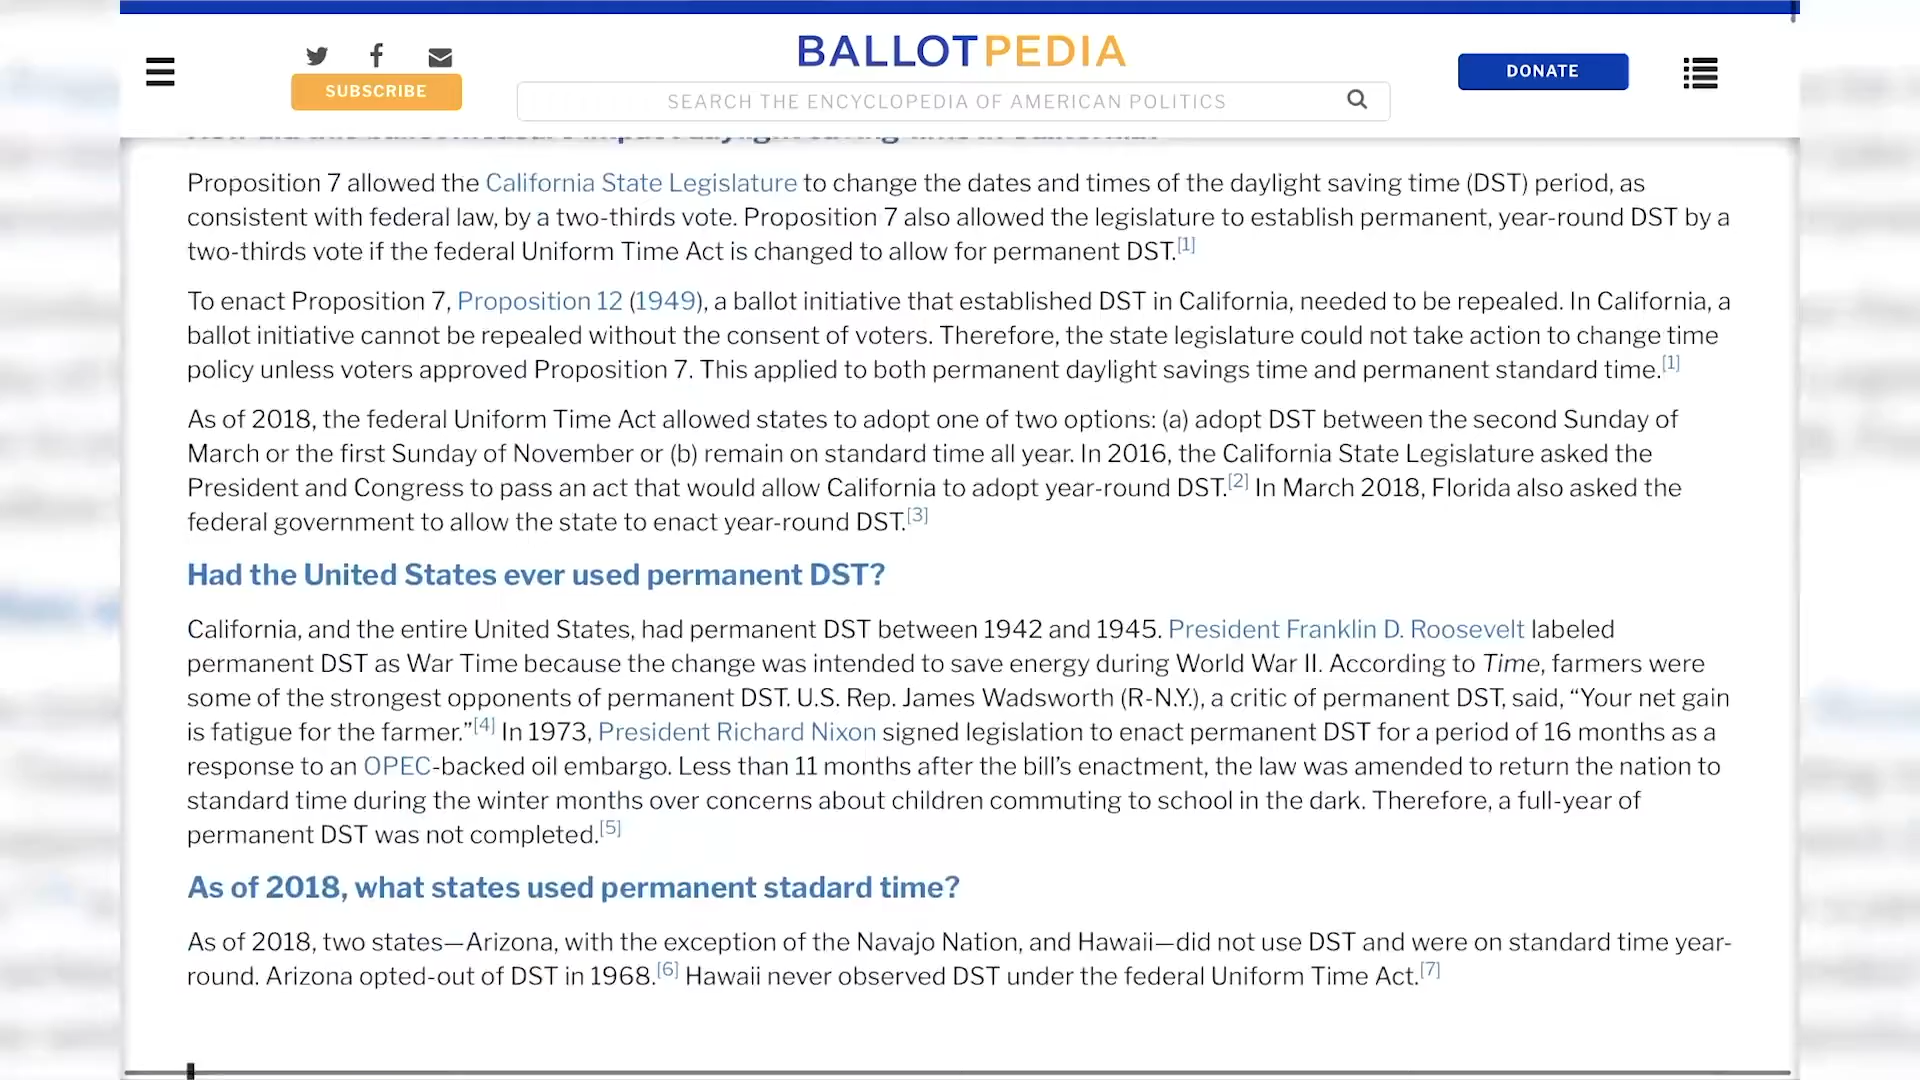 BALLOTPEDIA
SUBSCRIBE
SEARCH THE ENCYCLOPEDIA OF AMERICAN POLITICS
DONATE
Proposition 7 allowed the California State Legislature to change the dates and times of the daylight saving time (DST) period, as
consistent with federal law, by a two-thirds vote. Proposition 7 also allowed the legislature to establish permanent, year-round DST by a
two-thirds vote if the federal Uniform Time Act is changed to allow for permanent DST.[1]
To enact Proposition 7, Proposition 12 (1949), a ballot initiative that established DST in California, needed to be repealed. In California, a
ballot initiative cannot be repealed without the consent of voters. Therefore, the state legislature could not take action to change time
policy unless voters approved Proposition 7. This applied to both permanent daylight savings time and permanent standard time.[1]
As of 2018, the federal Uniform Time Act allowed states to adopt one of two options: (a) adopt DST between the second Sunday of
March or the first Sunday of November or (b) remain on standard time all year. In 2016, the California State Legislature asked the
President and Congress to pass an act that would allow California to adopt year-round DST.[2] In March 2018, Florida also asked the
federal government to allow the state to enact year-round DST.[3]
Had the United States ever used permanent DST?
California, and the entire United States, had permanent DST between 1942 and 1945. President Franklin D. Roosevelt labeled
permanent DST as War Time because the change was intended to save energy during World War II. According to Time, farmers were
some of the strongest opponents of permanent DST. U.S. Rep. James Wadsworth (R-N.Y.), a critic of permanent DST, said, “Your net gain
is fatigue for the farmer.”[4] In 1973, President Richard Nixon signed legislation to enact permanent DST for a period of 16 months as a
response to an OPEC-backed oil embargo. Less than 11 months after the bill’s enactment, the law was amended to return the nation to
standard time during the winter months over concerns about children commuting to school in the dark. Therefore, a full-year of
permanent DST was not completed.[5]
As of 2018, what states used permanent stadard time?
As of 2018, two states—Arizona, with the exception of the Navajo Nation, and Hawaii—did not use DST and were on standard time year-
round. Arizona opted-out of DST in 1968.[6] Hawaii never observed DST under the federal Uniform Time Act.[7]